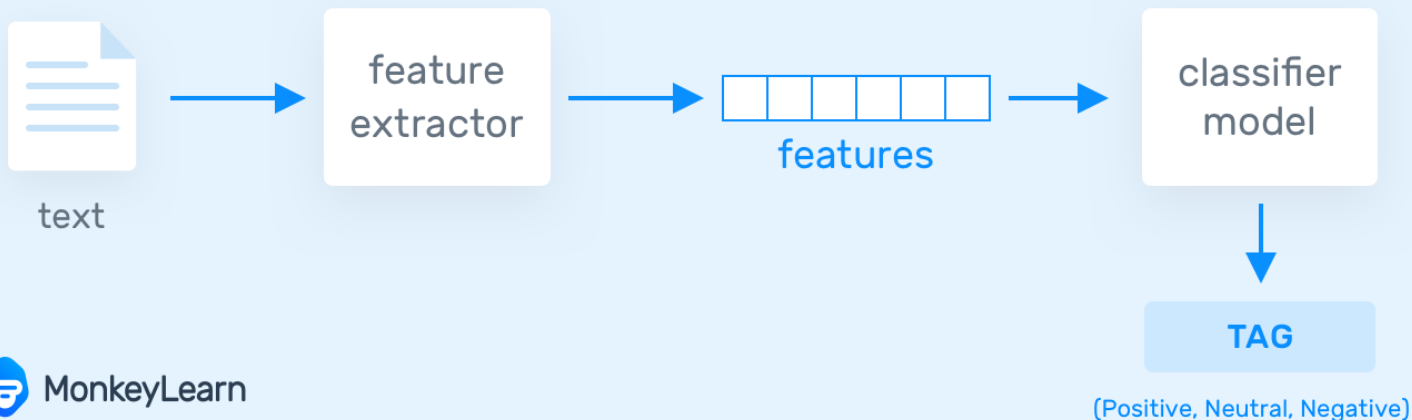 text
feature
extractor
features
classifier
model
TAG
(Positive, Neutral, Negative)
MonkeyLearn